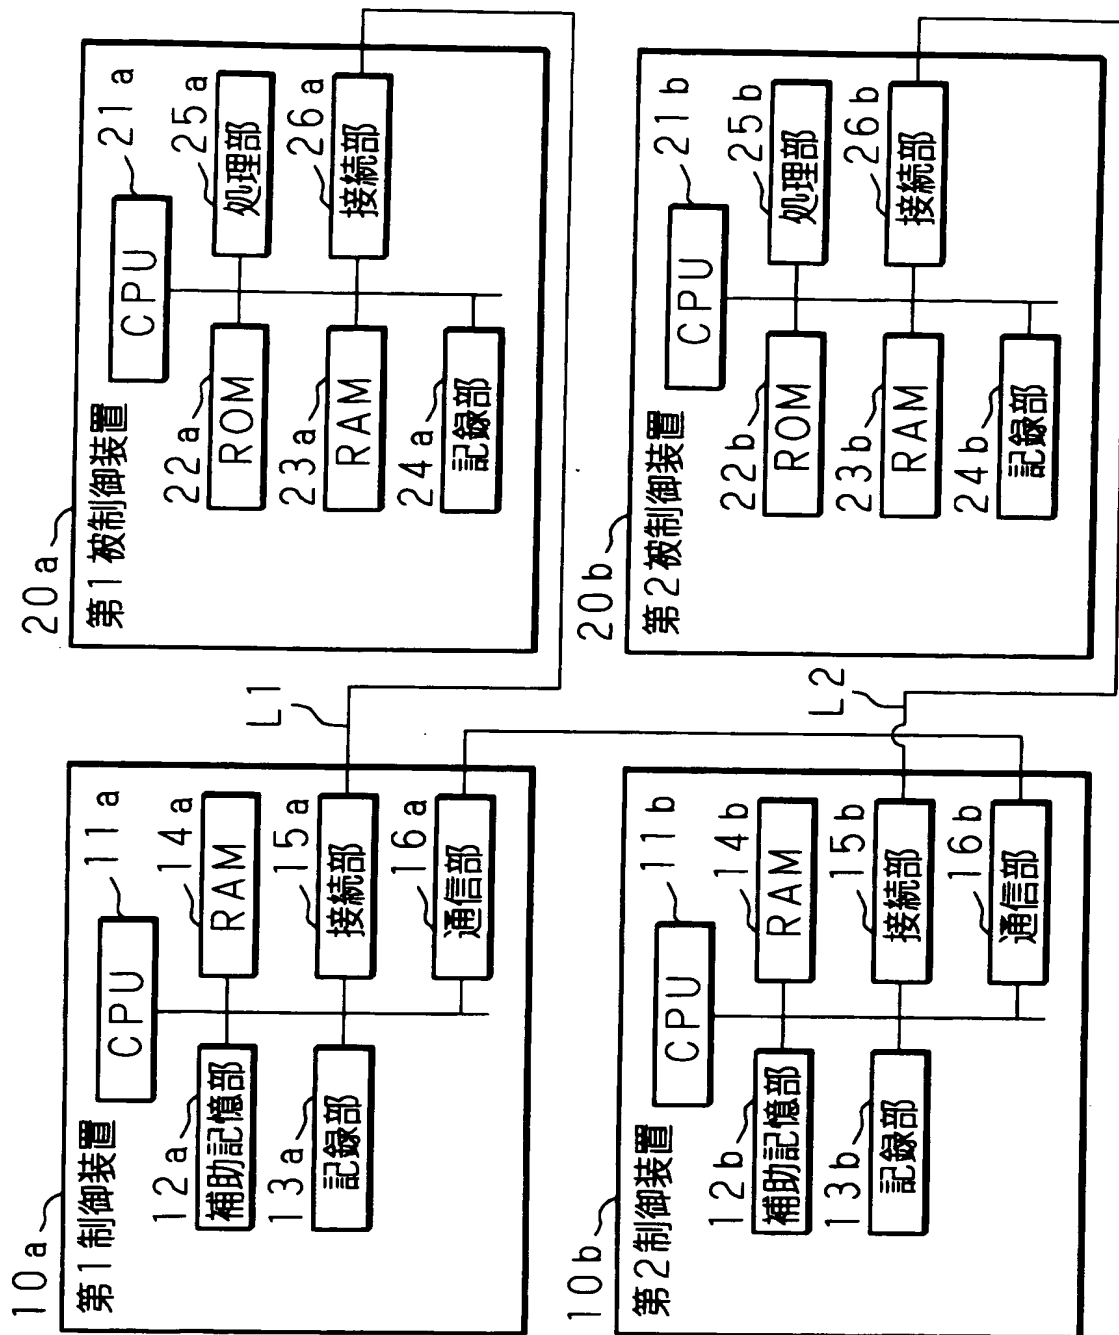 10a
第1制御装置
CPU
11a
12a
補助記憶部
14a
RAM
13a
記録部
15a
接続部
16a
通信部
L1
20a
第1被制御装置
CPU
21a
22a
ROM
25a
処理部
23a
RAM
26a
接続部
24a
記録部
10b
第2制御装置
CPU
11b
12b
補助記憶部
14b
RAM
13b
記録部
15b
接続部
16b
通信部
L2
20b
第2被制御装置
CPU
21b
22b
ROM
25b
処理部
23b
RAM
26b
接続部
24b
記録部